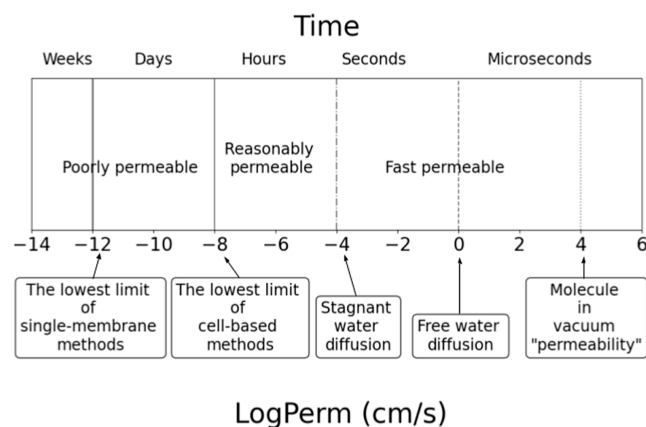 Time
Weeks Days Hours Seconds Microseconds
Reasonably
permeable
Poorly permeable Fast permeable
−14 −12 −10 −8 −6 −4 −2 0 2 4 6
The lowest limit
of
single-membrane
methods
The lowest limit
of
cell-based
methods
Stagnant
water
diffusion
Free water
diffusion
Molecule
in
vacuum
"permeability"
LogPerm (cm/s)